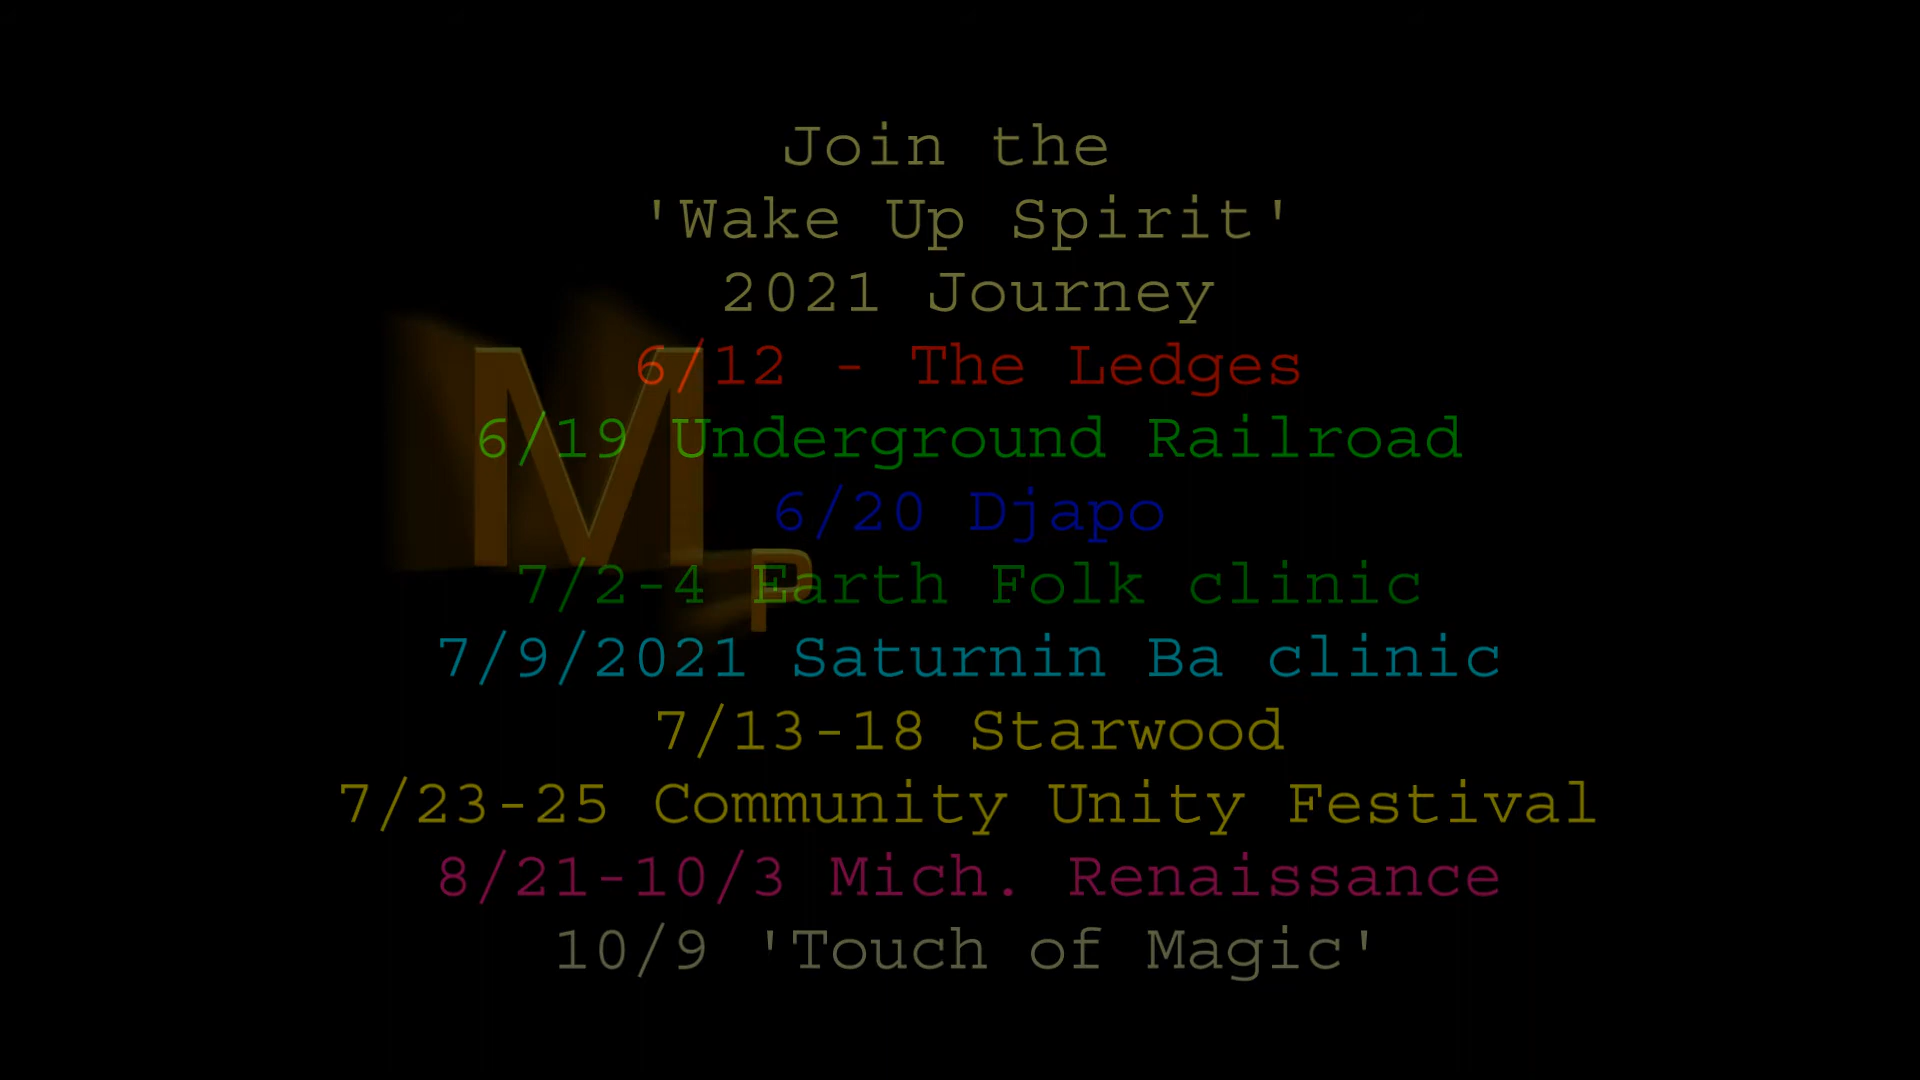 Join the
'Wake Up Spirit'
2021 Journey
6/12 - The Ledges
6/19 Underground Railroad
6/20 Djapo
7/2-4 Earth Folk clinic
7/9/2021 Saturnin Ba clinic
7/13-18 Starwood
7/23-25 Community Unity Festival
8/21-10/3 Mich. Renaissance
10/9 'Touch of Magic'
M
P